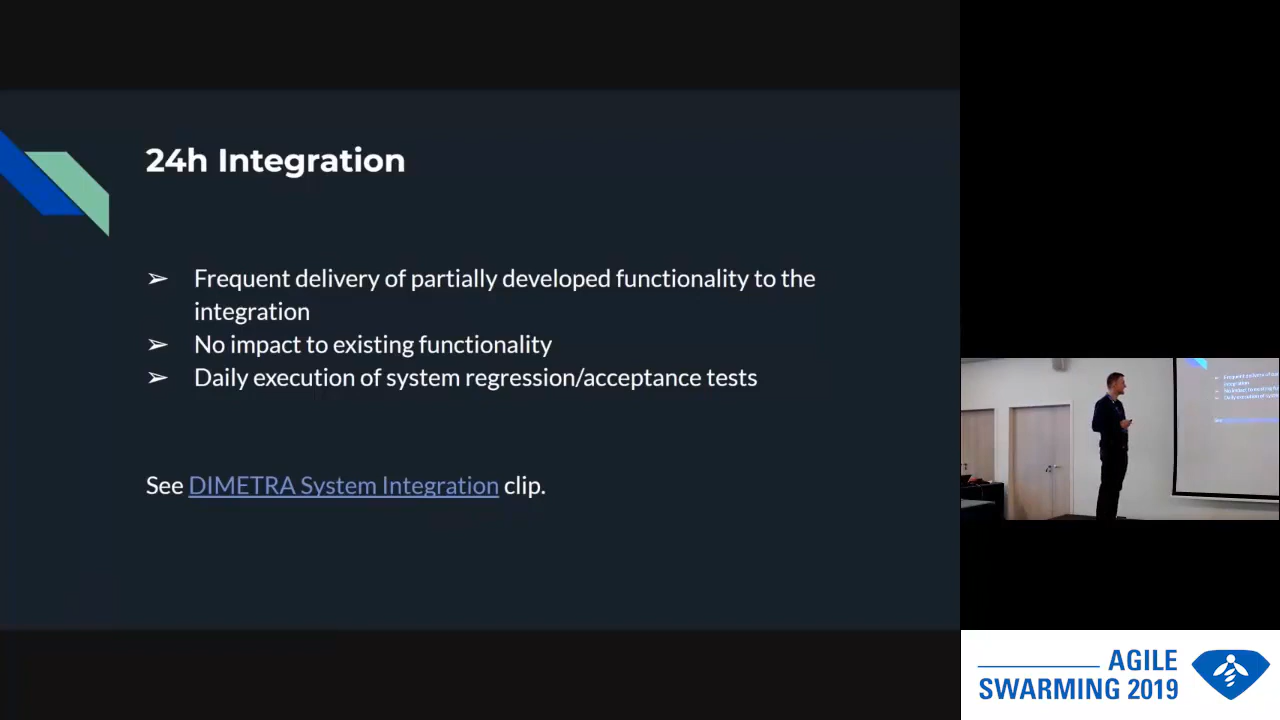 24h Integration
➢ Frequent delivery of partially developed functionality to the
integration
➢ No impact to existing functionality
➢ Daily execution of system regression/acceptance tests
See DIMETRA System Integration clip.
AGILE
SWARMING 2019